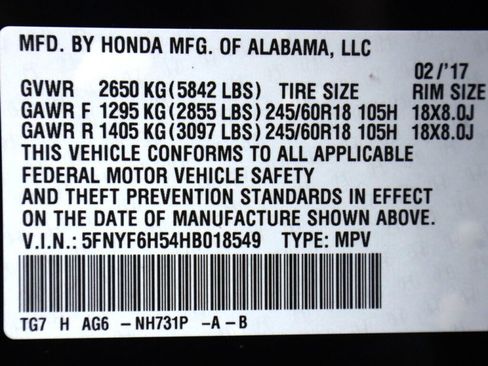 MFD. BY HONDA MFG. OF ALABAMA, LLC
02/'17
GVWR 2650 KG(5842 LBS) TIRE SIZE RIM SIZE
GAWR F 1295 KG(2855 LBS) 245/60R18 105H 18X8.0J
GAWR R 1405 KG(3097 LBS) 245/60R18 105H 18X8.0J
THIS VEHICLE CONFORMS TO ALL APPLICABLE
FEDERAL MOTOR VEHICLE SAFETY
AND THEFT PREVENTION STANDARDS IN EFFECT
ON THE DATE OF MANUFACTURE SHOWN ABOVE.
V.I.N.: 5FNYF6H54HB018549 TYPE: MPV
TG7 H AG6 -NH731P -A-B